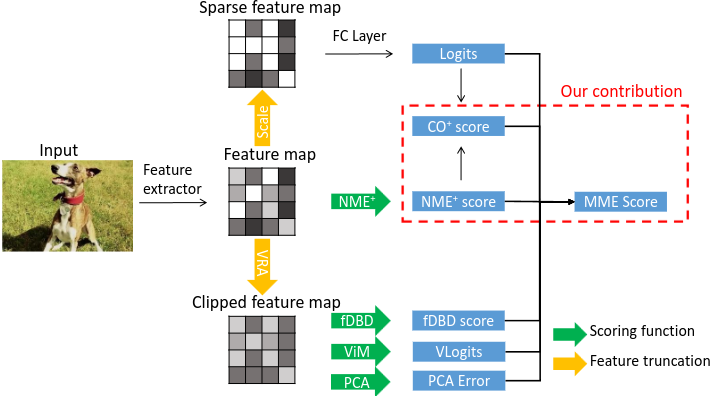 Sparse feature map
FC Layer
Logits
Our contribution
Scale
CO⁺ score
Input
Feature
extractor
Feature map
NME⁺
NME⁺ score
MME Score
VRA
Clipped feature map
fDBD
fDBD score
Scoring function
ViM
VLogits
Feature truncation
PCA
PCA Error